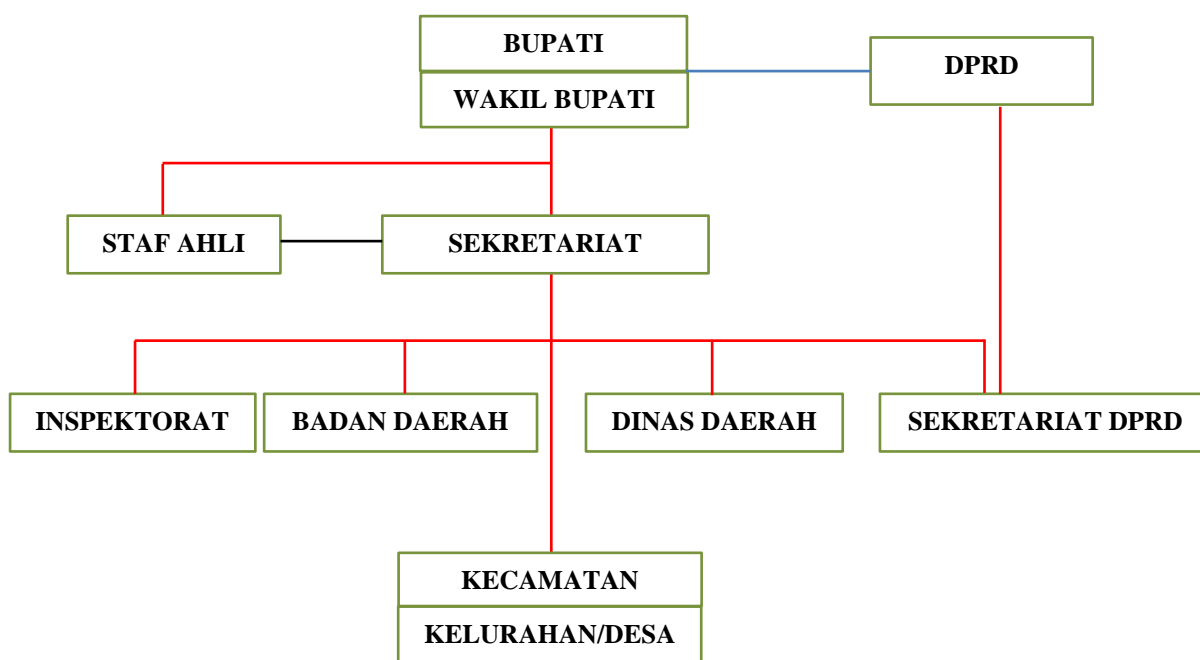 BUPATI
DPRD
WAKIL BUPATI
STAF AHLI
SEKRETARIAT
INSPEKTORAT
BADAN DAERAH
DINAS DAERAH
SEKRETARIAT DPRD
KECAMATAN
KELURAHAN/DESA